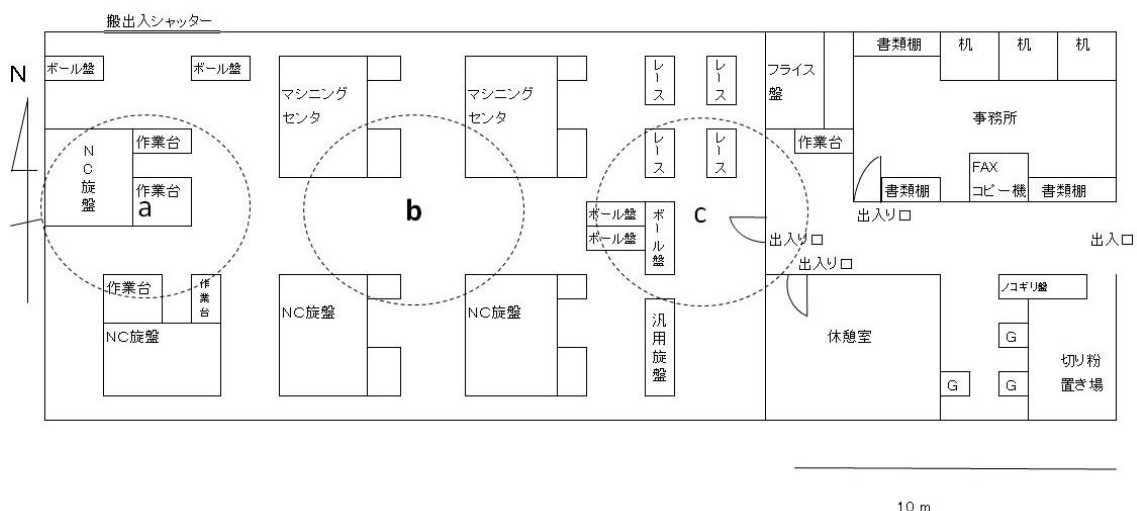 搬出入シャッター
N
ボール盤
ボール盤
マシニング
センタ
マシニング
センタ
レース
レース
フライス
盤
書類棚
机
机
机
事務所
NC旋盤
作業台
作業台
a
b
レース
レース
c
作業台
FAX
コピー機
書類棚
書類棚
出入り口
ボール盤
ボール盤
ボール盤
出入り口
出入口
出入り口
作業台
作業台
NC旋盤
NC旋盤
NC旋盤
汎用旋盤
休憩室
ノコギリ盤
G
G
G
切り粉
置き場
10 m